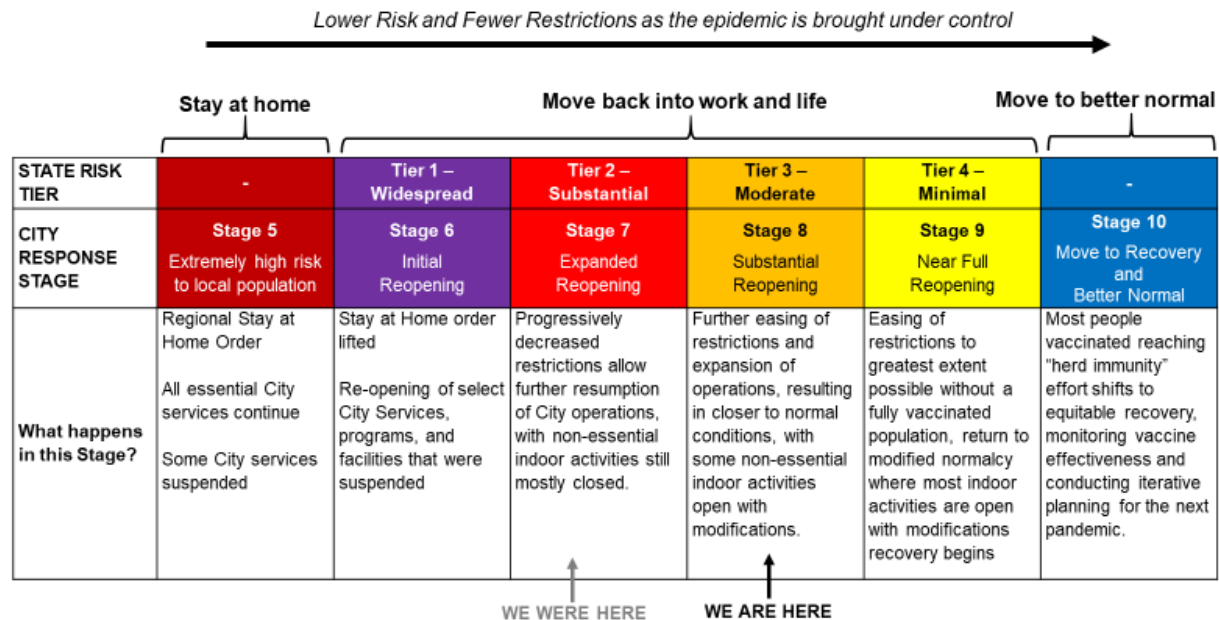 Lower Risk and Fewer Restrictions as the epidemic is brought under control
Stay at home
Move back into work and life
Move to better normal
STATE RISK
TIER
-
Tier 1 –
Widespread
Tier 2 –
Substantial
Tier 3 –
Moderate
Tier 4 –
Minimal
-
CITY
RESPONSE
STAGE
Stage 5
Extremely high risk
to local population
Stage 6
Initial
Reopening
Stage 7
Expanded
Reopening
Stage 8
Substantial
Reopening
Stage 9
Near Full
Reopening
Stage 10
Move to Recovery
and
Better Normal
What happens
in this Stage?
Regional Stay at
Home Order
All essential City
services continue
Some City services
suspended
Stay at Home order
lifted
Re-opening of select
City Services,
programs, and
facilities that were
suspended
Progressively
decreased
restrictions allow
further resumption
of City operations,
with non-essential
indoor activities still
mostly closed.
Further easing of
restrictions and
expansion of
operations, resulting
in closer to normal
conditions, with
some non-essential
indoor activities
open with
modifications.
Easing of
restrictions to
greatest extent
possible without a
fully vaccinated
population, return to
modified normalcy
where most indoor
activities are open
with modifications
recovery begins
Most people
vaccinated reaching
“herd immunity”
effort shifts to
equitable recovery,
monitoring vaccine
effectiveness and
conducting iterative
planning for the next
pandemic.
WE WERE HERE
WE ARE HERE